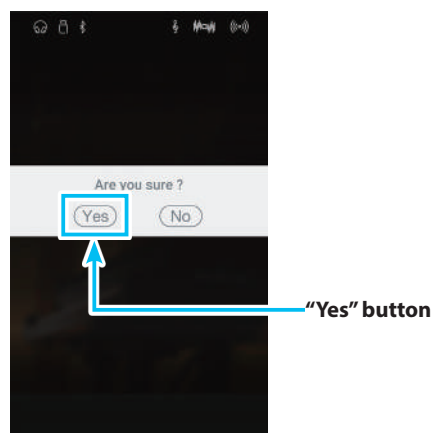 Are you sure ?
Yes
No
“Yes” button